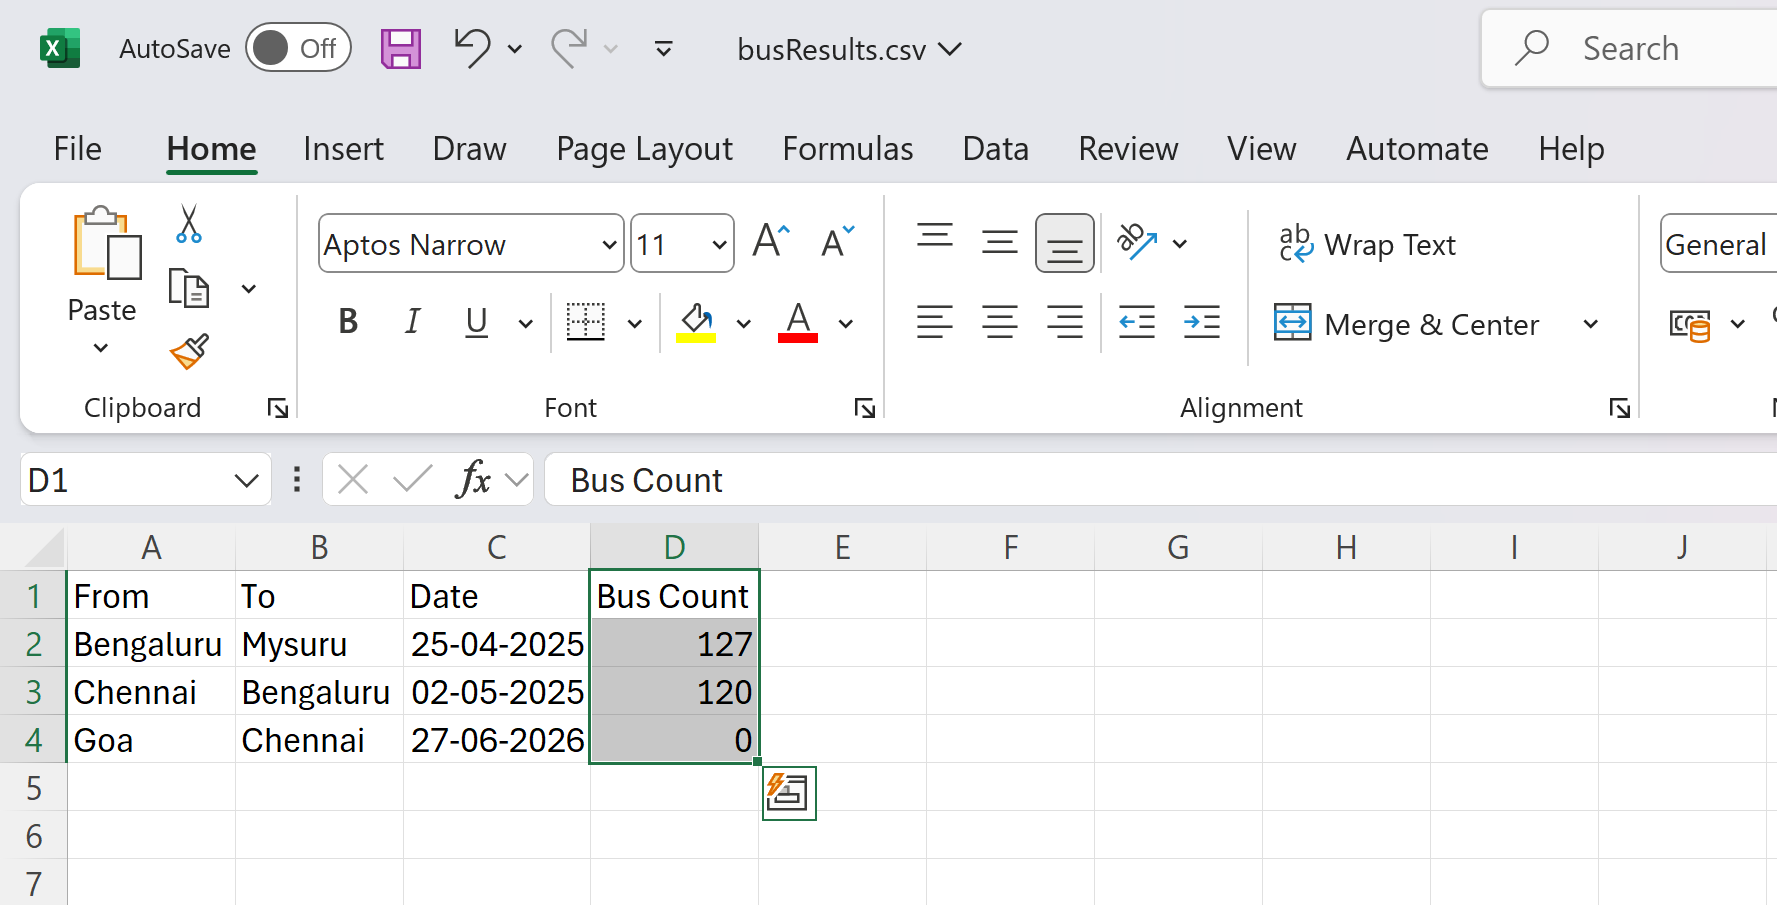 AutoSave Off busResults.csv Search
File Home Insert Draw Page Layout Formulas Data Review View Automate Help
Aptos Narrow 11 A A ab Wrap Text General
Paste B I U A Merge & Center
Clipboard Font Alignment
D1 fx Bus Count
A B C D E F G H I J
1 From To Date Bus Count
2 Bengaluru Mysuru 25-04-2025 127
3 Chennai Bengaluru 02-05-2025 120
4 Goa Chennai 27-06-2026 0
5
6
7